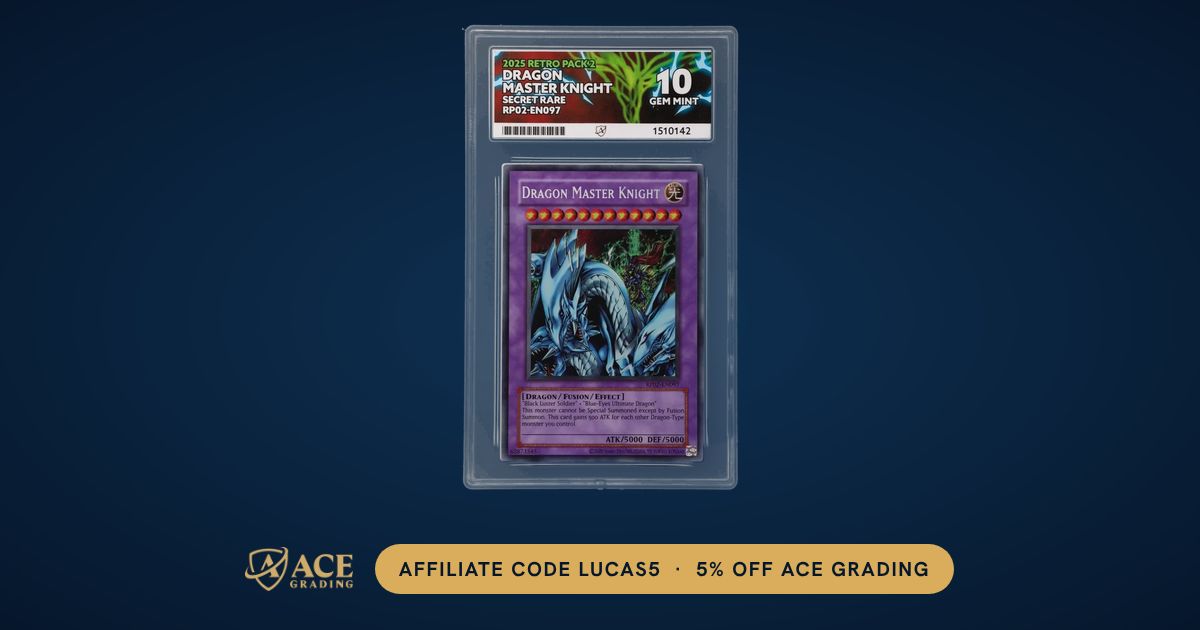 2025 RETRO PACK 2
DRAGON
MASTER KNIGHT
SECRET RARE
RP02-EN097
10
GEM MINT
1510142
DRAGON MASTER KNIGHT
光
RP02-EN097
[DRAGON/FUSION/EFFECT]
"Black Luster Soldier" + "Blue-Eyes Ultimate Dragon"
This monster cannot be Special Summoned except by Fusion
Summon. This card gains 500 ATK for each other Dragon-Type
monster you control.
ATK/5000 DEF/5000
ACE
GRADING
AFFILIATE CODE LUCAS5 · 5% OFF ACE GRADING